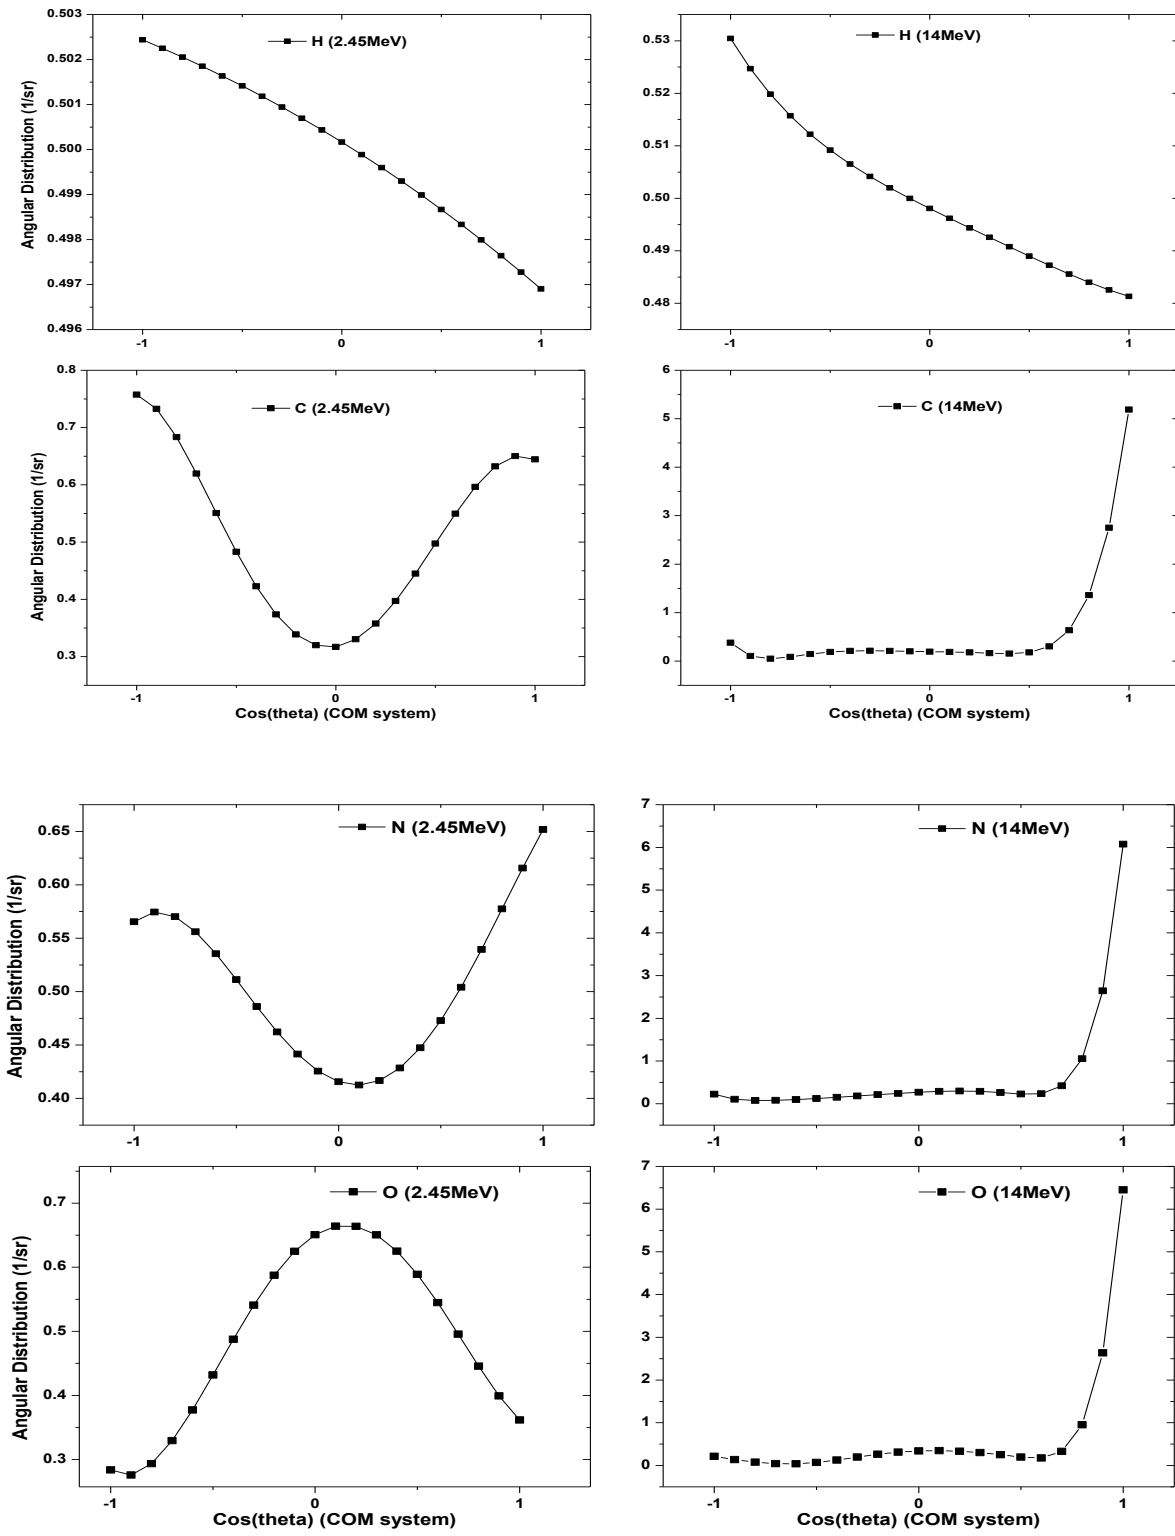 0.503
0.502
0.501
0.500
0.499
0.498
0.497
0.496
H (2.45MeV)
Angular Distribution (1/sr)
-1 0 1
0.53
0.52
0.51
0.50
0.49
0.48
H (14MeV)
-1 0 1
0.8
0.7
0.6
0.5
0.4
0.3
C (2.45MeV)
Angular Distribution (1/sr)
-1 0 1
Cos(theta) (COM system)
6
5
4
3
2
1
0
C (14MeV)
-1 0 1
Cos(theta) (COM system)
0.65
0.60
0.55
0.50
0.45
0.40
N (2.45MeV)
Angular Distribution (1/sr)
-1 0 1
7
6
5
4
3
2
1
0
N (14MeV)
-1 0 1
0.7
0.6
0.5
0.4
0.3
O (2.45MeV)
Angular Distribution (1/sr)
-1 0 1
Cos(theta) (COM system)
7
6
5
4
3
2
1
0
O (14MeV)
-1 0 1
Cos(theta) (COM system)